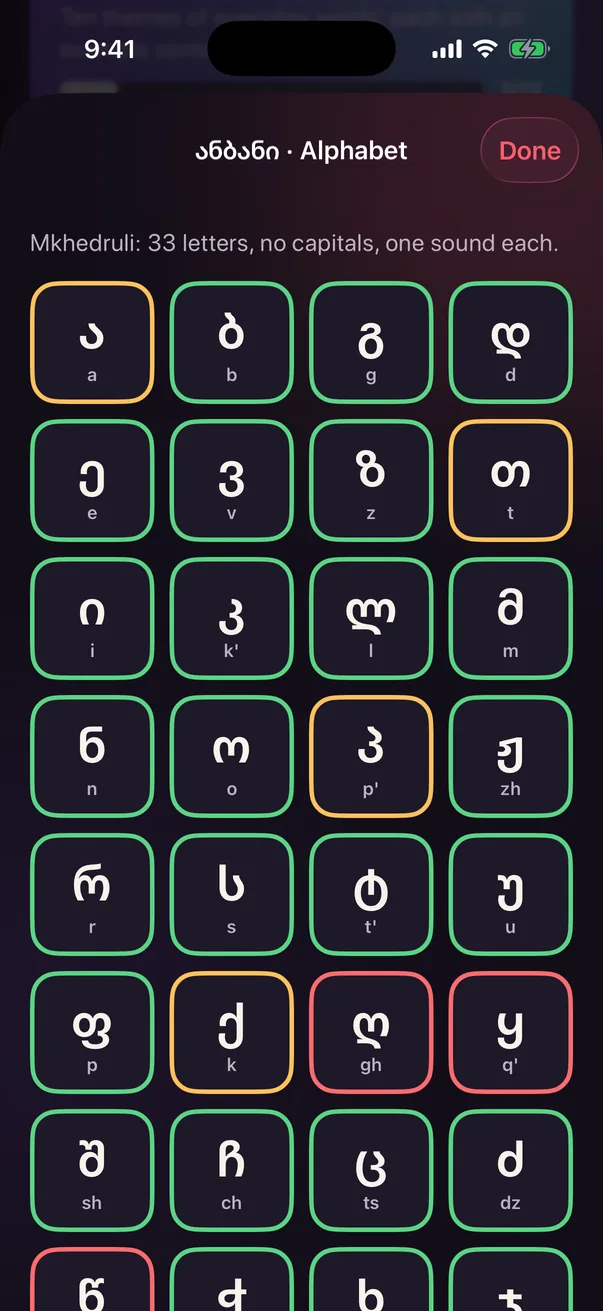 9:41
ანბანი · Alphabet
Done
Mkhedruli: 33 letters, no capitals, one sound each.
ა ბ გ დ
a b g d
ე ვ ზ თ
e v z t
ი კ ლ მ
i k' l m
ნ ო პ ჟ
n o p' zh
რ ს ტ უ
r s t' u
ფ ქ ღ ყ
p k gh q'
შ ჩ ც ძ
sh ch ts dz
წ ჭ ხ ჯ